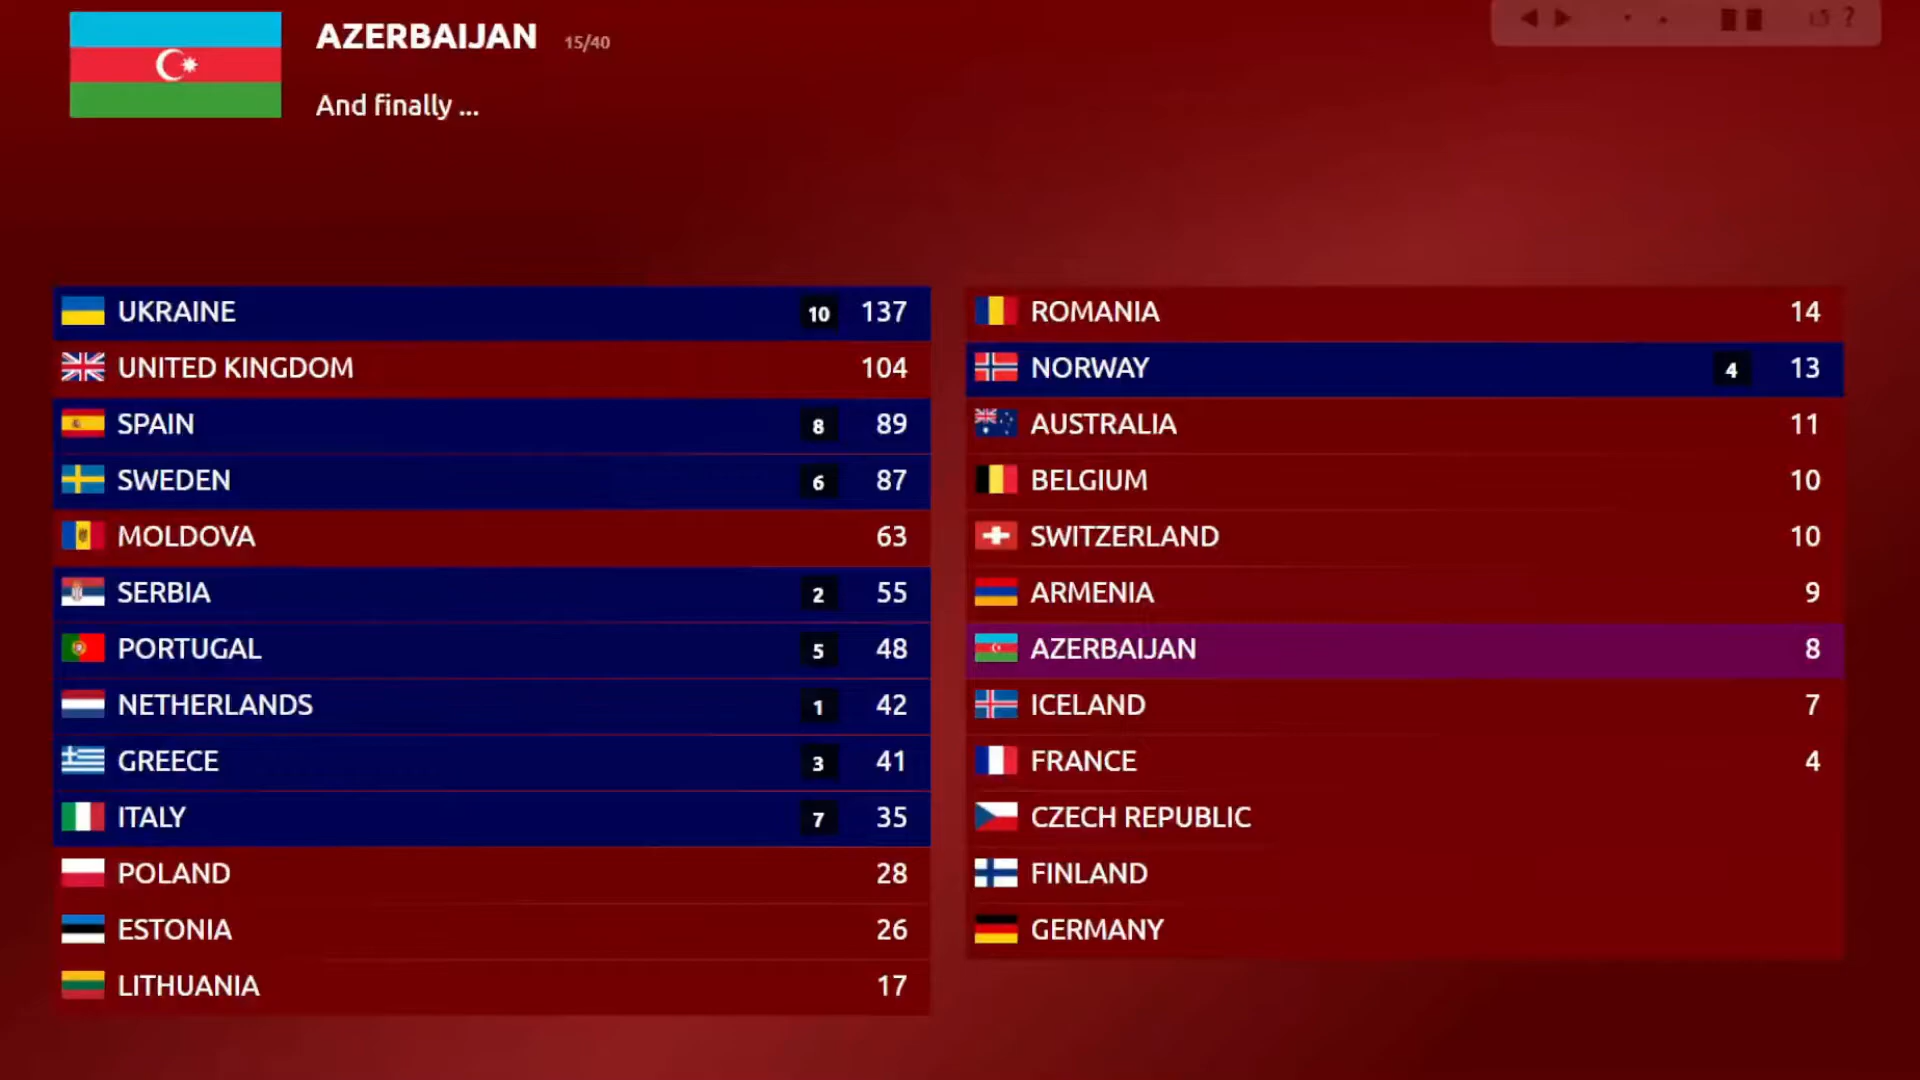 AZERBAIJAN 15/40
And finally ...
UKRAINE 10 137
UNITED KINGDOM 104
SPAIN 8 89
SWEDEN 6 87
MOLDOVA 63
SERBIA 2 55
PORTUGAL 5 48
NETHERLANDS 1 42
GREECE 3 41
ITALY 7 35
POLAND 28
ESTONIA 26
LITHUANIA 17
ROMANIA 14
NORWAY 4 13
AUSTRALIA 11
BELGIUM 10
SWITZERLAND 10
ARMENIA 9
AZERBAIJAN 8
ICELAND 7
FRANCE 4
CZECH REPUBLIC
FINLAND
GERMANY
?